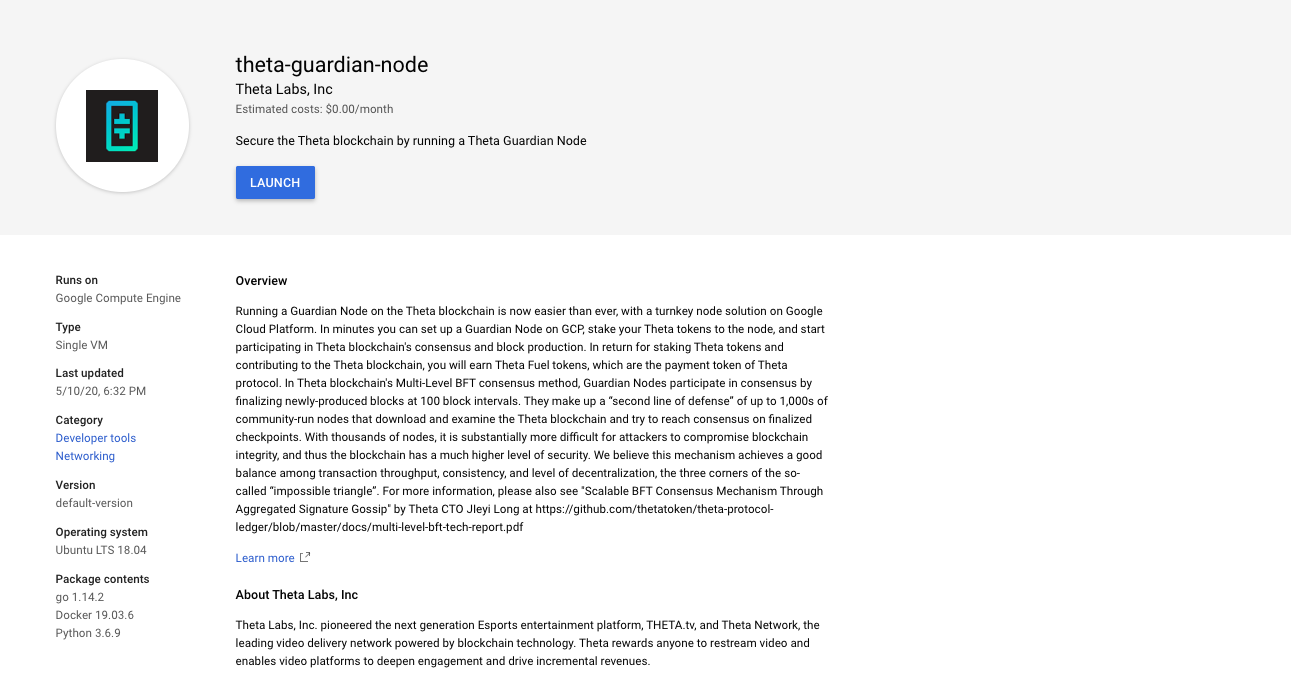 theta-guardian-node
Theta Labs, Inc
Estimated costs: $0.00/month
Secure the Theta blockchain by running a Theta Guardian Node
LAUNCH
Runs on
Google Compute Engine
Type
Single VM
Last updated
5/10/20, 6:32 PM
Category
Developer tools
Networking
Version
default-version
Operating system
Ubuntu LTS 18.04
Package contents
go 1.14.2
Docker 19.03.6
Python 3.6.9
Overview
Running a Guardian Node on the Theta blockchain is now easier than ever, with a turnkey node solution on Google
Cloud Platform. In minutes you can set up a Guardian Node on GCP, stake your Theta tokens to the node, and start
participating in Theta blockchain's consensus and block production. In return for staking Theta tokens and
contributing to the Theta blockchain, you will earn Theta Fuel tokens, which are the payment token of Theta
protocol. In Theta blockchain's Multi-Level BFT consensus method, Guardian Nodes participate in consensus by
finalizing newly-produced blocks at 100 block intervals. They make up a “second line of defense” of up to 1,000s of
community-run nodes that download and examine the Theta blockchain and try to reach consensus on finalized
checkpoints. With thousands of nodes, it is substantially more difficult for attackers to compromise blockchain
integrity, and thus the blockchain has a much higher level of security. We believe this mechanism achieves a good
balance among transaction throughput, consistency, and level of decentralization, the three corners of the so-
called “impossible triangle”. For more information, please also see "Scalable BFT Consensus Mechanism Through
Aggregated Signature Gossip" by Theta CTO JIeyi Long at https://github.com/thetatoken/theta-protocol-
ledger/blob/master/docs/multi-level-bft-tech-report.pdf
Learn more
About Theta Labs, Inc
Theta Labs, Inc. pioneered the next generation Esports entertainment platform, THETA.tv, and Theta Network, the
leading video delivery network powered by blockchain technology. Theta rewards anyone to restream video and
enables video platforms to deepen engagement and drive incremental revenues.